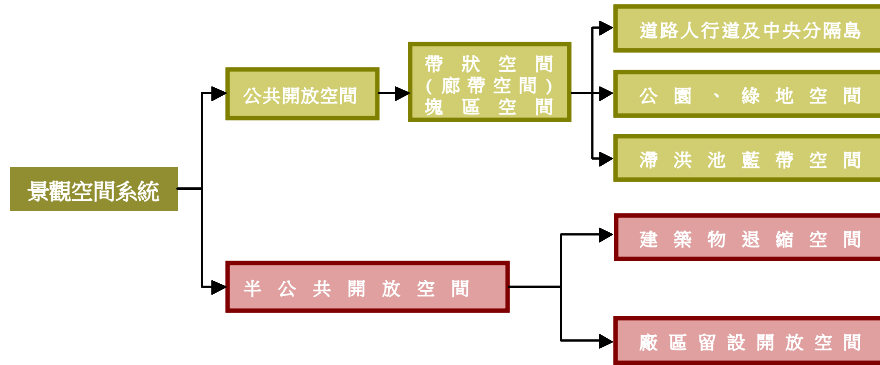 景觀空間系統
公共開放空間
帶狀空間
(廊帶空間)
塊區空間
道路人行道及中央分隔島
公園、綠地空間
滯洪池藍帶空間
半公共開放空間
建築物退縮空間
廠區留設開放空間